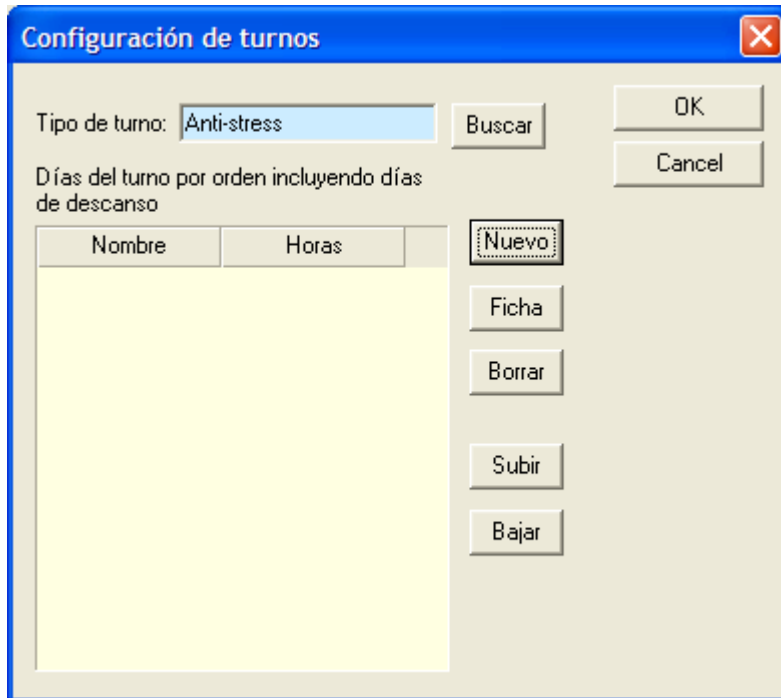 Configuración de turnos
Tipo de turno: Anti-stress Buscar OK
Cancel
Días del turno por orden incluyendo días
de descanso
Nombre Horas Nuevo
Ficha
Borrar
Subir
Bajar